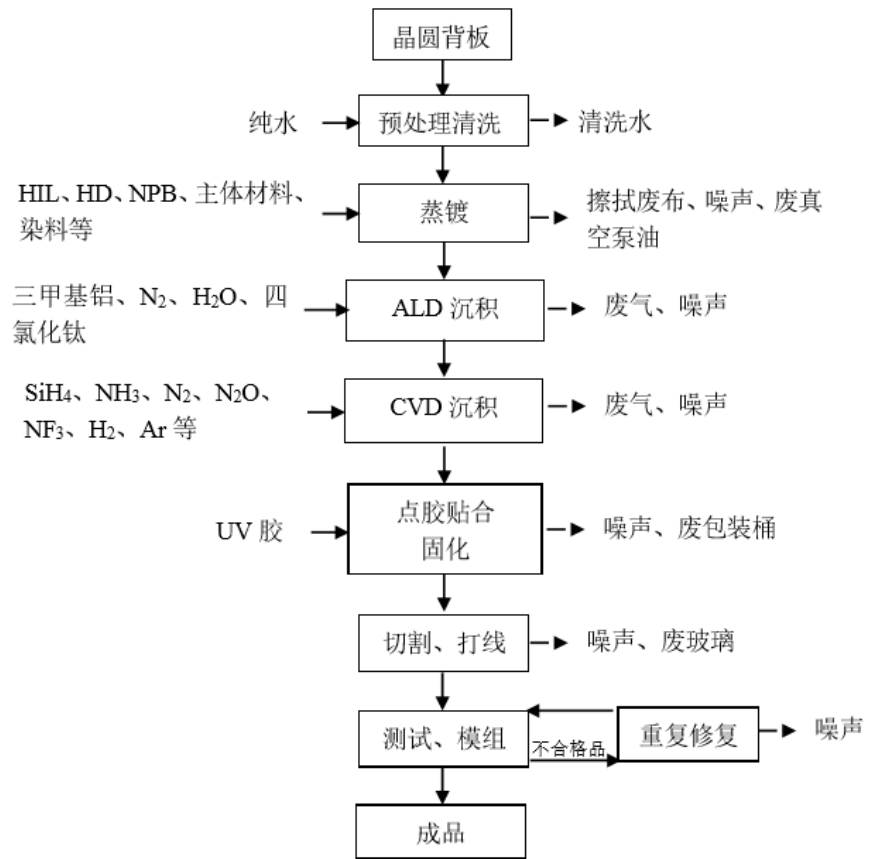 晶圆背板
纯水
预处理清洗
清洗水
HIL、HD、NPB、主体材料、
染料等
蒸镀
擦拭废布、噪声、废真
空泵油
三甲基铝、N₂、H₂O、四
氯化钛
ALD 沉积
废气、噪声
SiH₄、NH₃、N₂、N₂O、
NF₃、H₂、Ar 等
CVD 沉积
废气、噪声
UV 胶
点胶贴合
固化
噪声、废包装桶
切割、打线
噪声、废玻璃
测试、模组
不合格品
重复修复
噪声
成品